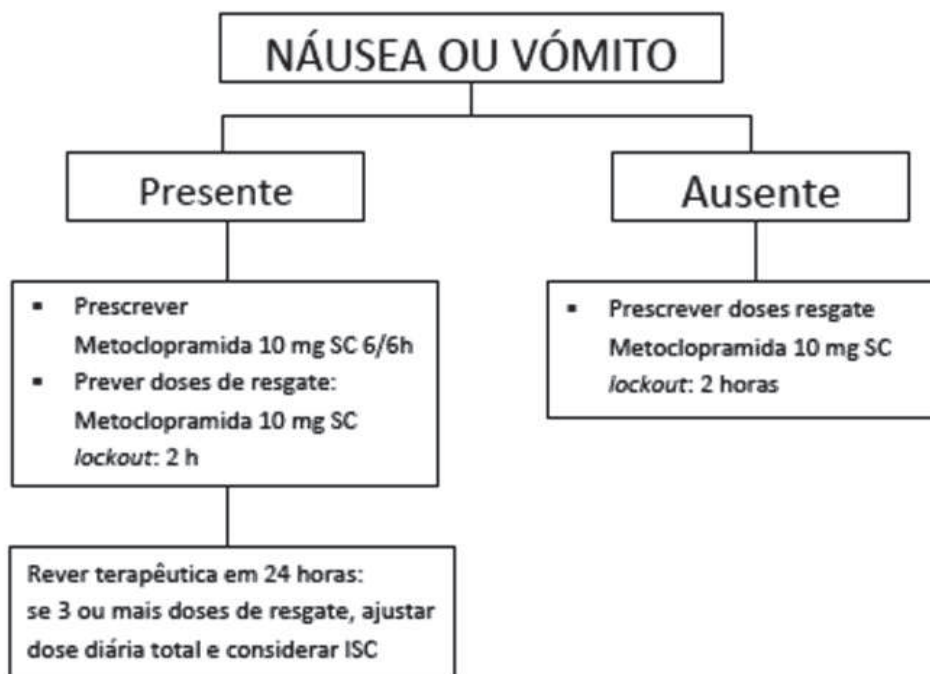 NÁUSEA OU VÓMITO
Presente
Ausente
▪ Prescrever
Metoclopramida 10 mg SC 6/6h
▪ Prever doses de resgate:
Metoclopramida 10 mg SC
lockout: 2 h
▪ Prescrever doses resgate
Metoclopramida 10 mg SC
lockout: 2 horas
Rever terapêutica em 24 horas:
se 3 ou mais doses de resgate, ajustar
dose diária total e considerar ISC